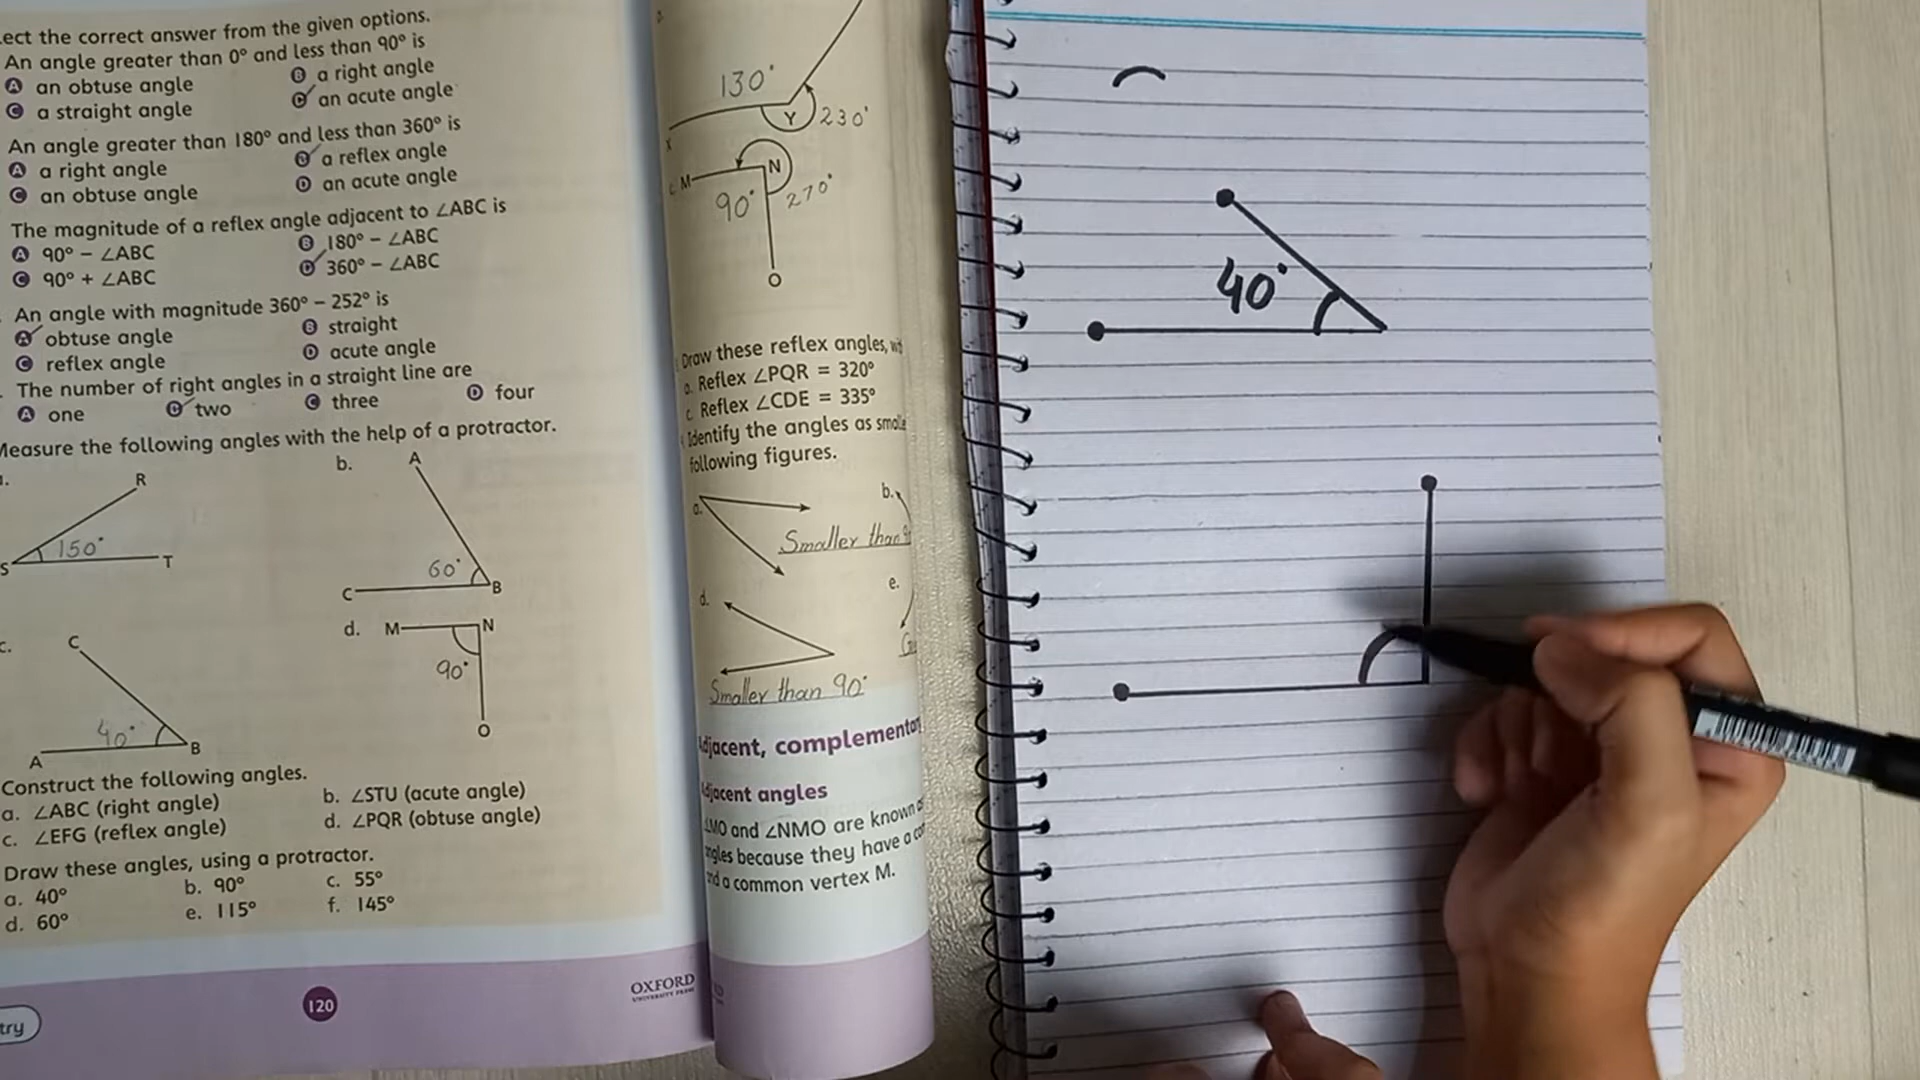 ect the correct answer from the given options.
An angle greater than 0° and less than 90° is
A an obtuse angle B a right angle
C a straight angle D an acute angle
An angle greater than 180° and less than 360° is
A a right angle B a reflex angle
C an obtuse angle D an acute angle
The magnitude of a reflex angle adjacent to ∠ABC is
A 90° − ∠ABC B 180° − ∠ABC
C 90° + ∠ABC D 360° − ∠ABC
An angle with magnitude 360° − 252° is
A obtuse angle B straight
C reflex angle D acute angle
The number of right angles in a straight line are
A one two C three D four
Measure the following angles with the help of a protractor.
R
S 150° T
b. A
60°
C B
c. C
40°
A B
d. M N
90°
O
Construct the following angles.
a. ∠ABC (right angle) b. ∠STU (acute angle)
c. ∠EFG (reflex angle) d. ∠PQR (obtuse angle)
Draw these angles, using a protractor.
a. 40° b. 90° c. 55°
d. 60° e. 115° f. 145°
try
120
OXFORD
UNIVERSITY PRESS
130°
X Y 230°
M N
90° 270°
O
Draw these reflex angles,
a. Reflex ∠PQR = 320°
c. Reflex ∠CDE = 335°
Identify the angles as
following figures.
a. b.
Smaller than
d. e.
Smaller than 90°
Adjacent, complementar
Adjacent angles
MO and ∠NMO are known
angles because they have a
and a common vertex M.
40°